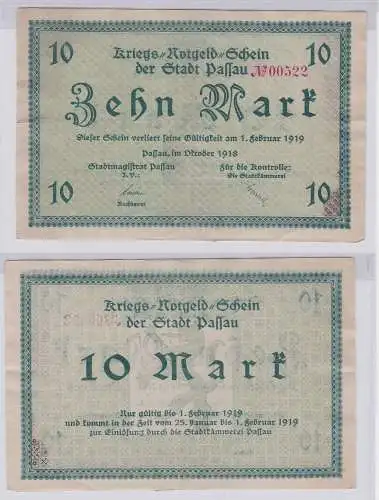 10 Kriegs-Notgeld-Schein 10
der Stadt Passau № 00522
Zehn Mark
Dieser Schein verliert seine Gültigkeit am 1. Februar 1919
Passau, im Oktober 1918
Stadtmagistrat Passau Für die Kontrolle:
J. V.: Die Stadtkämmerei
10 10
Rechtsrat
Kriegs-Notgeld-Schein
der Stadt Passau
10 Mark
Nur gültig bis 1. Februar 1919
und kommt in der Zeit vom 25. Januar bis 1. Februar 1919
zur Einlösung durch die Stadtkämmerei Passau